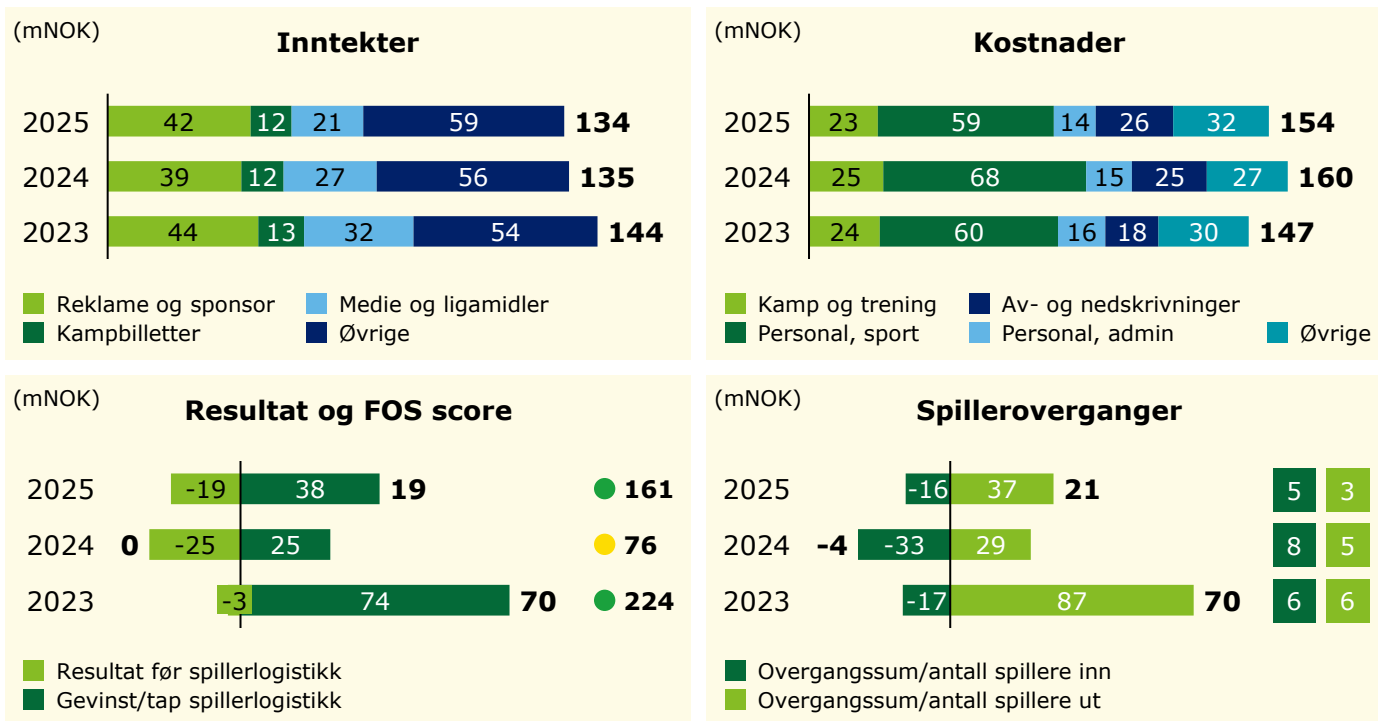 (mNOK)
Inntekter
2025 42 12 21 59 134
2024 39 12 27 56 135
2023 44 13 32 54 144
Reklame og sponsor Medie og ligamidler
Kampbilletter Øvrige
(mNOK)
Kostnader
2025 23 59 14 26 32 154
2024 25 68 15 25 27 160
2023 24 60 16 18 30 147
Kamp og trening Av- og nedskrivninger
Personal, sport Personal, admin Øvrige
(mNOK)
Resultat og FOS score
2025 -19 38 19 161
2024 0 -25 25 76
2023 -3 74 70 224
Resultat før spillerlogistikk
Gevinst/tap spillerlogistikk
(mNOK)
Spilleroverganger
2025 -16 37 21 5 3
2024 -4 -33 29 8 5
2023 -17 87 70 6 6
Overgangssum/antall spillere inn
Overgangssum/antall spillere ut